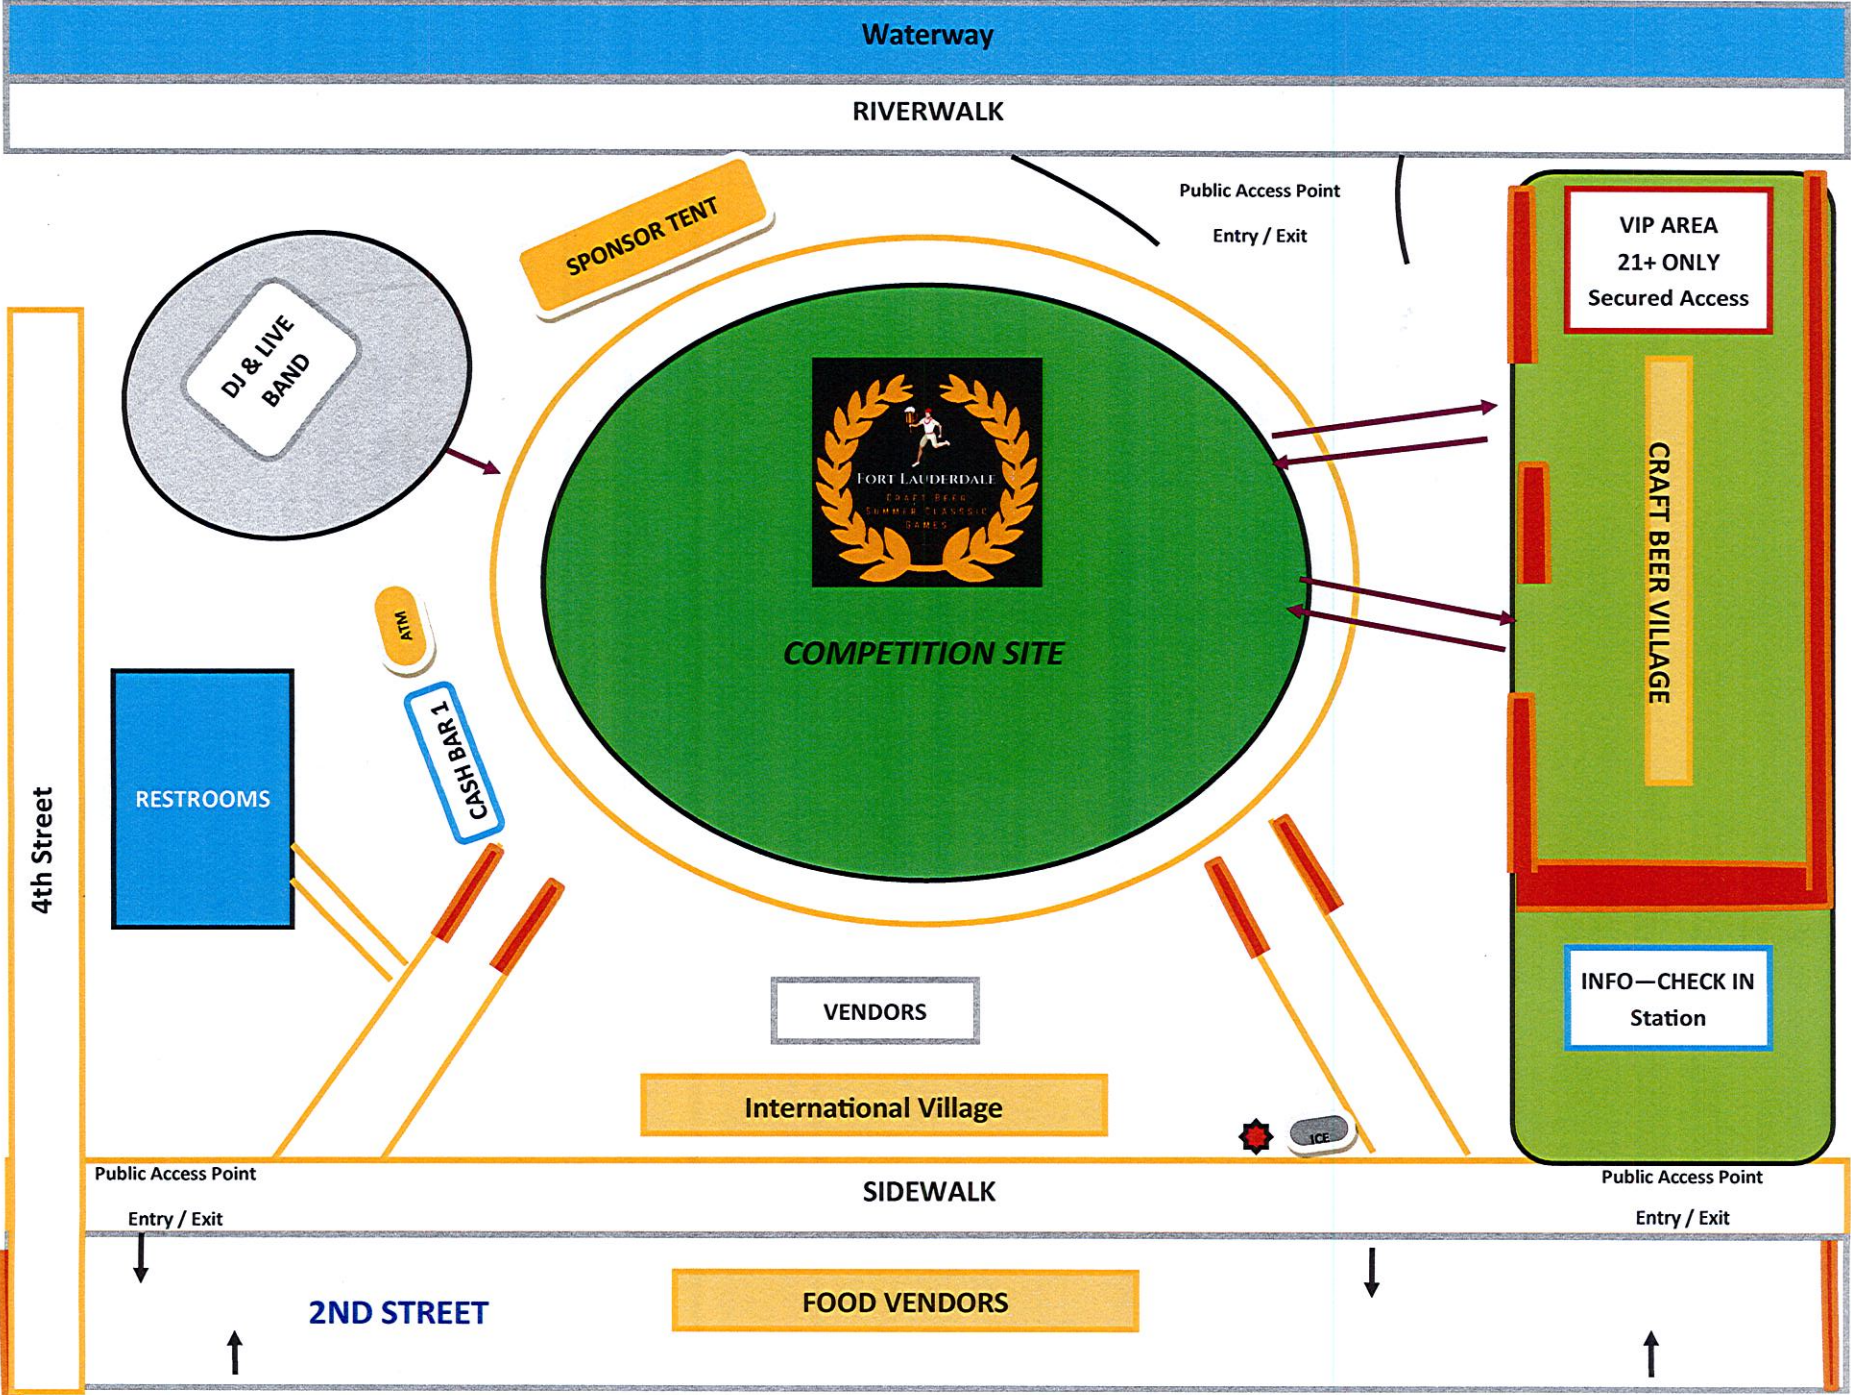 Waterway
RIVERWALK
Public Access Point
Entry / Exit
SPONSOR TENT
VIP AREA
21+ ONLY
Secured Access
DJ & LIVE
BAND
FORT LAUDERDALE
CRAFT BEER
SUMMER CLASSSIC
GAMES
CRAFT BEER VILLAGE
ATM
COMPETITION SITE
CASH BAR 1
RESTROOMS
4th Street
VENDORS
INFO—CHECK IN
Station
International Village
ICE
Public Access Point
Entry / Exit
SIDEWALK
Public Access Point
Entry / Exit
2ND STREET
FOOD VENDORS